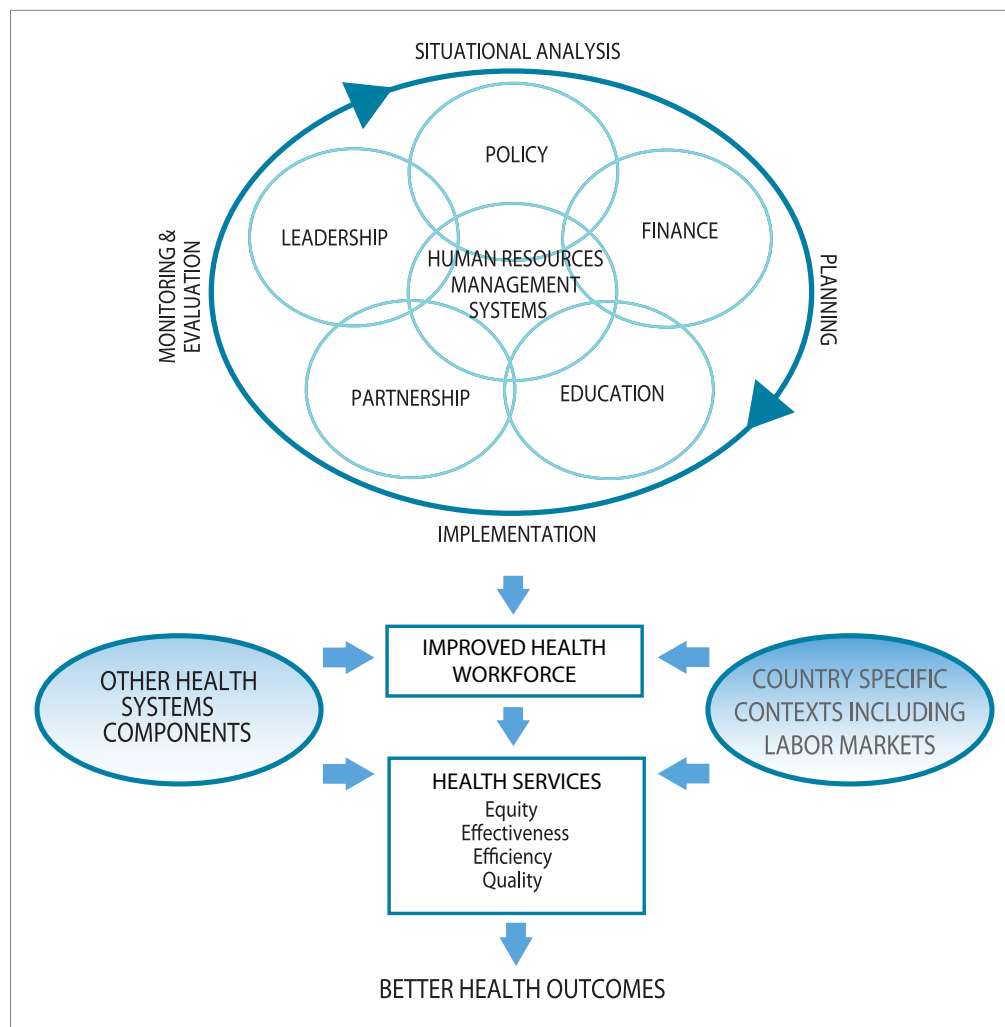 SITUATIONAL ANALYSIS
POLICY
LEADERSHIP
FINANCE
HUMAN RESOURCES
MANAGEMENT
SYSTEMS
MONITORING &
EVALUATION
PLANNING
PARTNERSHIP
EDUCATION
IMPLEMENTATION
IMPROVED HEALTH
WORKFORCE
OTHER HEALTH
SYSTEMS
COMPONENTS
COUNTRY SPECIFIC
CONTEXTS INCLUDING
LABOR MARKETS
HEALTH SERVICES
Equity
Effectiveness
Efficiency
Quality
BETTER HEALTH OUTCOMES